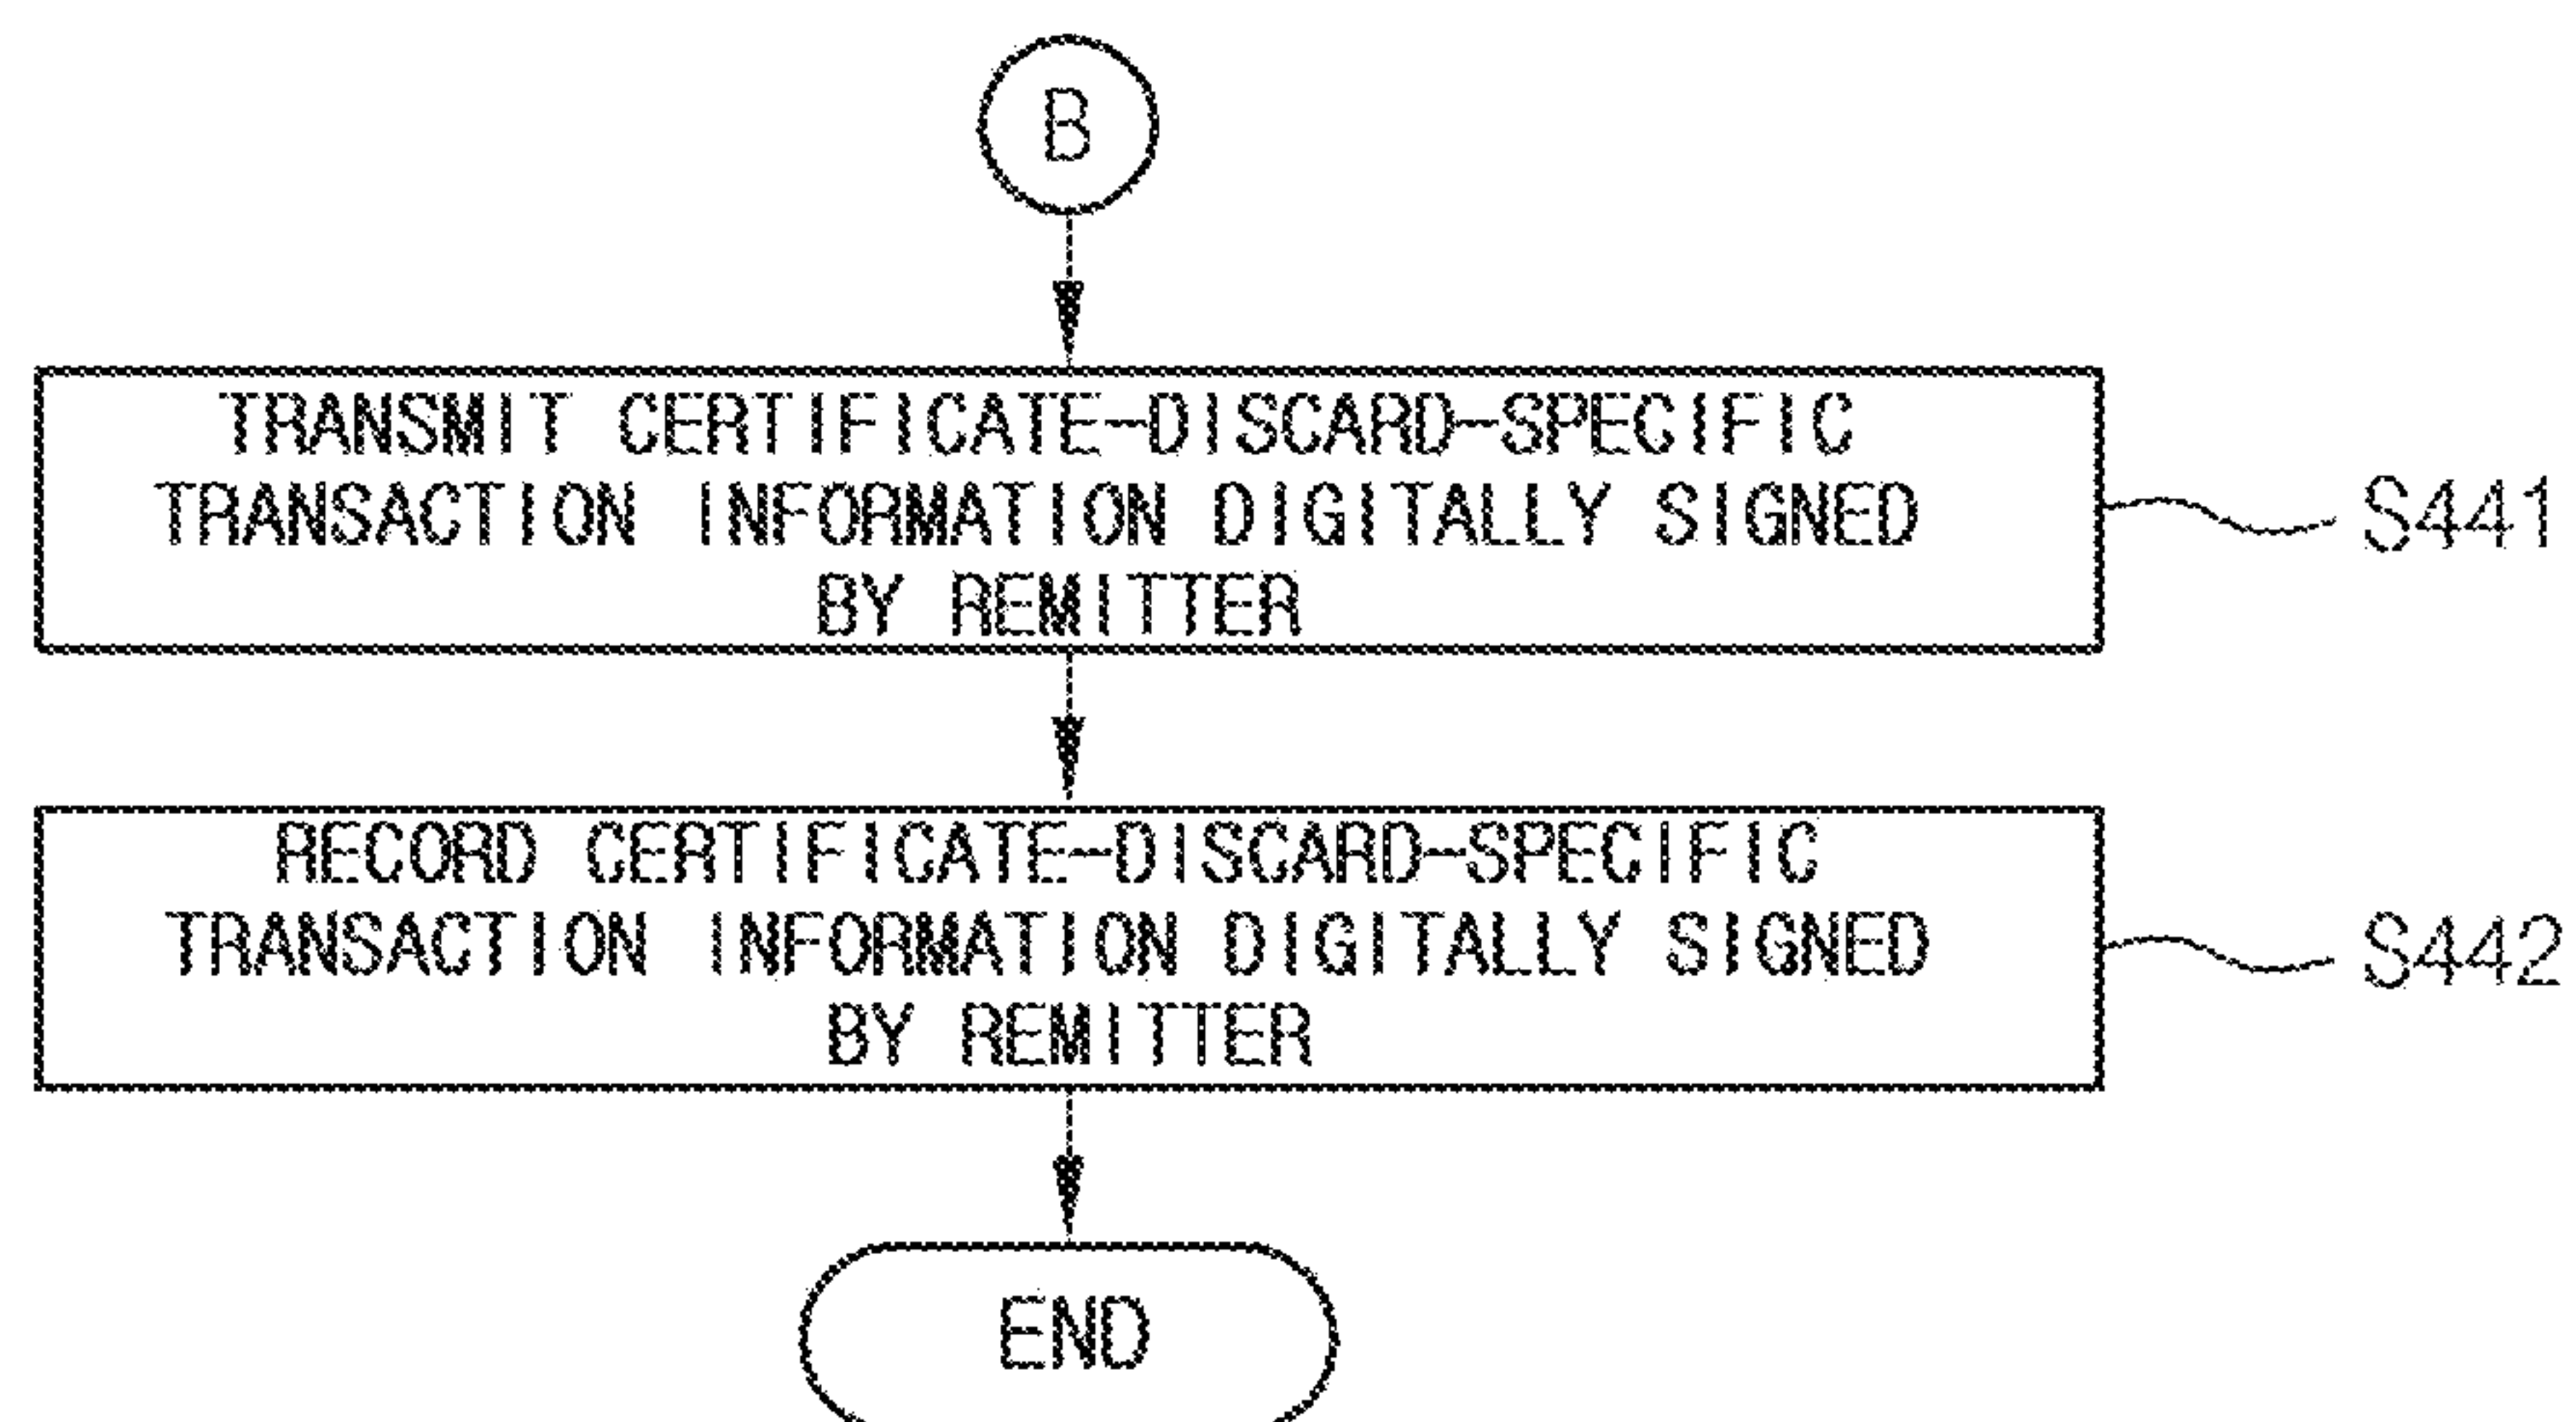 B
TRANSMIT CERTIFICATE-DISCARD-SPECIFIC
TRANSACTION INFORMATION DIGITALLY SIGNED
BY REMITTER
S441
RECORD CERTIFICATE-DISCARD-SPECIFIC
TRANSACTION INFORMATION DIGITALLY SIGNED
BY REMITTER
S442
END